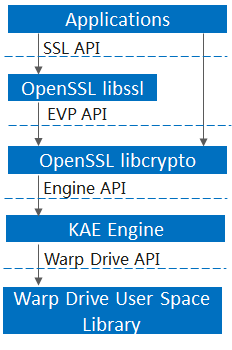 Applications
SSL API
OpenSSL libssl
EVP API
OpenSSL libcrypto
Engine API
KAE Engine
Warp Drive API
Warp Drive User Space
Library